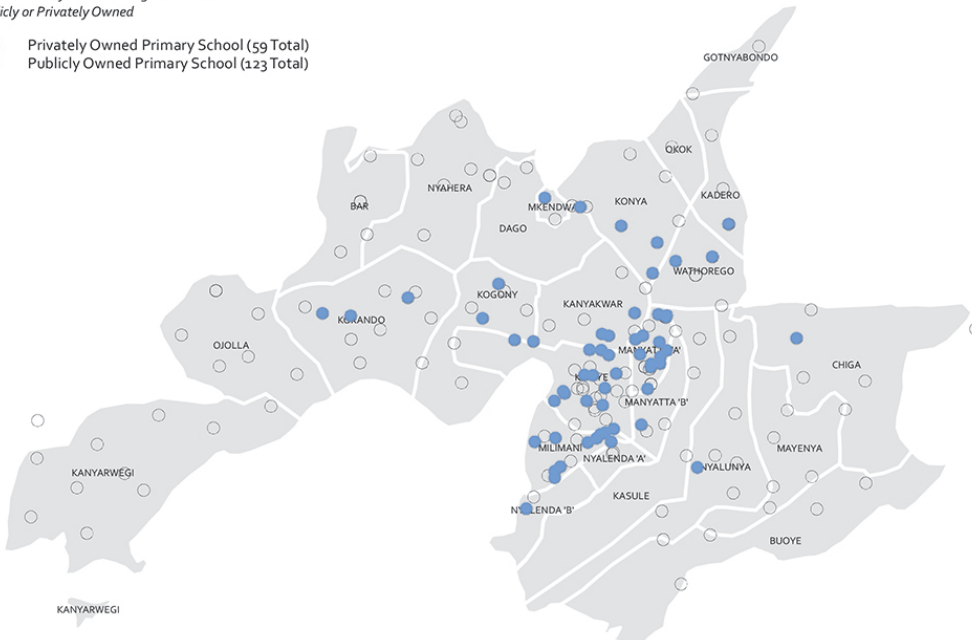 icly or Privately Owned
Privately Owned Primary School (59 Total)
Publicly Owned Primary School (123 Total)
GOTNYABONDO
OKOK
BAR
NYAHERA
KADERO
MKENDWA
KONYA
DAGO
WATHOREGO
KOGONY
KANYAKWAR
KORANDO
OJOLLA
MANYATTA 'A'
CHIGA
MANYATTA 'B'
MILIMANI
NYALENDA 'A'
MAYENYA
KANYARWEGI
NYALUNYA
KASULE
NYALENDA 'B'
BUOYE
KANYARWEGI